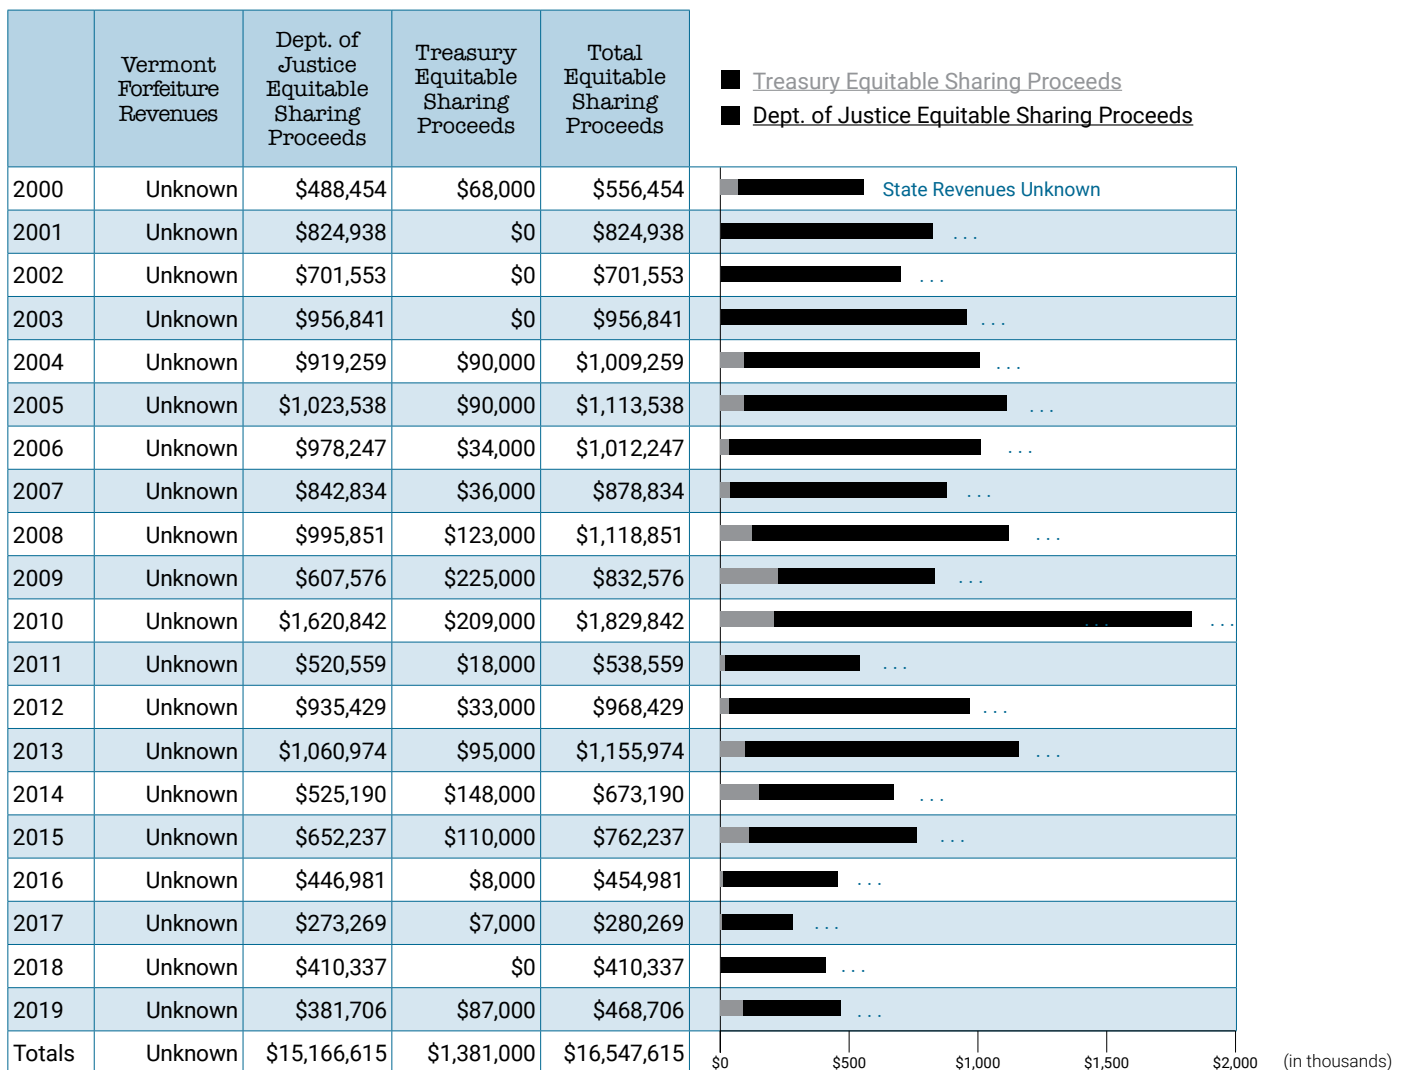 Vermont
Forfeiture
Revenues
Dept. of
Justice
Equitable
Sharing
Proceeds
Treasury
Equitable
Sharing
Proceeds
Total
Equitable
Sharing
Proceeds
Treasury Equitable Sharing Proceeds
Dept. of Justice Equitable Sharing Proceeds
2000 Unknown $488,454 $68,000 $556,454 State Revenues Unknown
2001 Unknown $824,938 $0 $824,938 ...
2002 Unknown $701,553 $0 $701,553 ...
2003 Unknown $956,841 $0 $956,841 ...
2004 Unknown $919,259 $90,000 $1,009,259 ...
2005 Unknown $1,023,538 $90,000 $1,113,538 ...
2006 Unknown $978,247 $34,000 $1,012,247 ...
2007 Unknown $842,834 $36,000 $878,834 ...
2008 Unknown $995,851 $123,000 $1,118,851 ...
2009 Unknown $607,576 $225,000 $832,576 ...
2010 Unknown $1,620,842 $209,000 $1,829,842 ... ...
2011 Unknown $520,559 $18,000 $538,559 ...
2012 Unknown $935,429 $33,000 $968,429 ...
2013 Unknown $1,060,974 $95,000 $1,155,974 ...
2014 Unknown $525,190 $148,000 $673,190 ...
2015 Unknown $652,237 $110,000 $762,237 ...
2016 Unknown $446,981 $8,000 $454,981 ...
2017 Unknown $273,269 $7,000 $280,269 ...
2018 Unknown $410,337 $0 $410,337 ...
2019 Unknown $381,706 $87,000 $468,706 ...
Totals Unknown $15,166,615 $1,381,000 $16,547,615
$0 $500 $1,000 $1,500 $2,000 (in thousands)